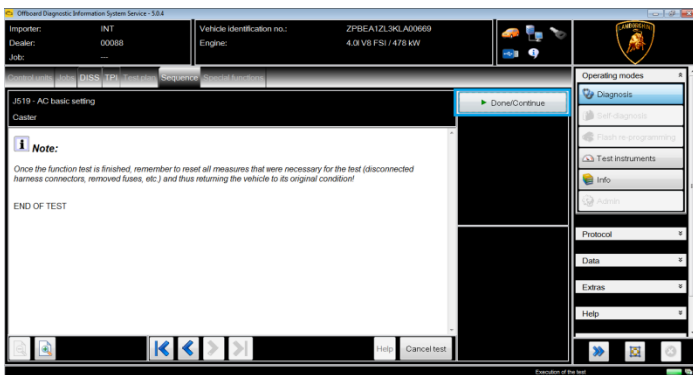 Offboard Diagnostic Information System Service - 5.0.4
Importer: INT
Dealer: 00088
Job: ---
Vehicle identification no.: ZPBEA1ZL3KLA00669
Engine: 4.0l V8 FSI / 478 kW
Control units Jobs DISS TPI Test plan Sequence Special functions
Operating modes
J519 - AC basic setting
Caster
Done/Continue
Diagnosis
Self-diagnosis
Flash reprogramming
Test instruments
Info
Admin
Note:
Once the function test is finished, remember to reset all measures that were necessary for the test (disconnected
harness connectors, removed fuses, etc.) and thus returning the vehicle to its original condition!
END OF TEST
Protocol
Data
Extras
Help
Help Cancel test
Execution of the test